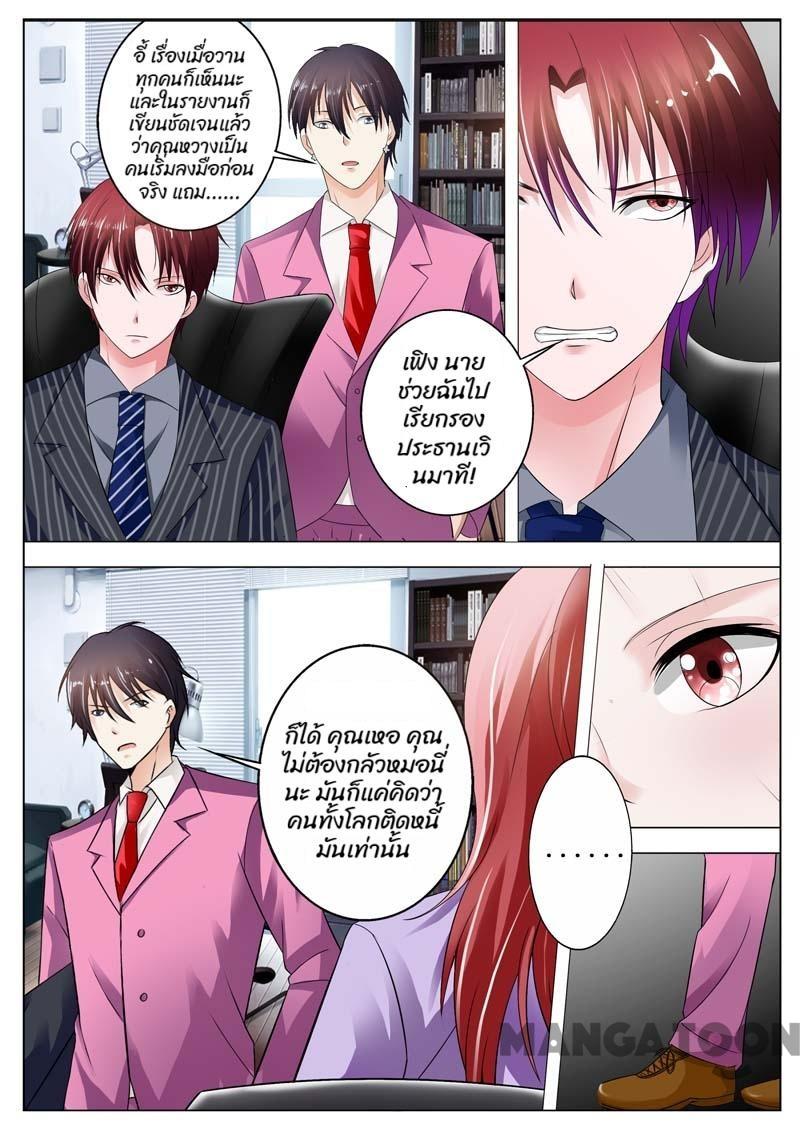 อี้ เรื่องเมื่อวาน
ทุกคนก็เห็นนะ
และในรายงานก็
เขียนชัดเจนแล้ว
ว่าคุณหวางเป็น
คนเริ่มลงมือก่อน
จริง แถม......
เฟิง นาย
ช่วยฉันไป
เรียกรอง
ประธานเวิ
นมาที!
ก็ได้ คุณเหอ คุณ
ไม่ต้องกลัวหมอนี่
นะ มันก็แค่คิดว่า
คนทั้งโลกติดหนี้
มันเท่านั้น
......
MANGATOON